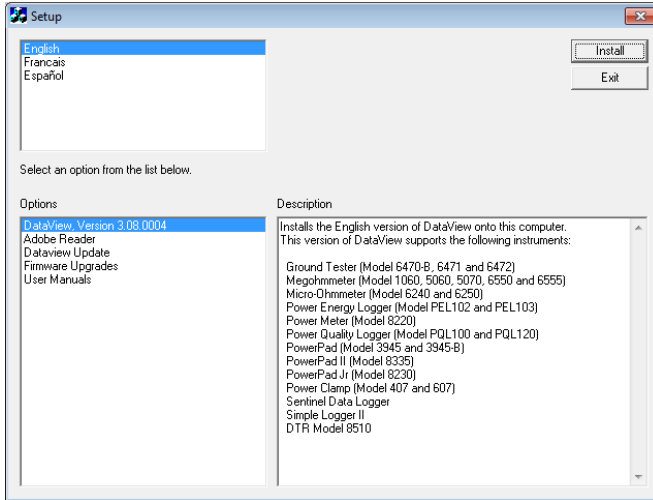 Setup
English
Francais
Español
Install
Exit
Select an option from the list below.
Options
DataView, Version 3.08.0004
Adobe Reader
Dataview Update
Firmware Upgrades
User Manuals
Description
Installs the English version of DataView onto this computer.
This version of DataView supports the following instruments:
Ground Tester (Model 6470-B, 6471 and 6472)
Megohmmeter (Model 1060, 5060, 5070, 6550 and 6555)
Micro-Ohmmeter (Model 6240 and 6250)
Power Energy Logger (Model PEL102 and PEL103)
Power Meter (Model 8220)
Power Quality Logger (Model PQL100 and PQL120)
PowerPad (Model 3945 and 3945-B)
PowerPad II (Model 8335)
PowerPad Jr (Model 8230)
Power Clamp (Model 407 and 607)
Sentinel Data Logger
Simple Logger II
DTR Model 8510